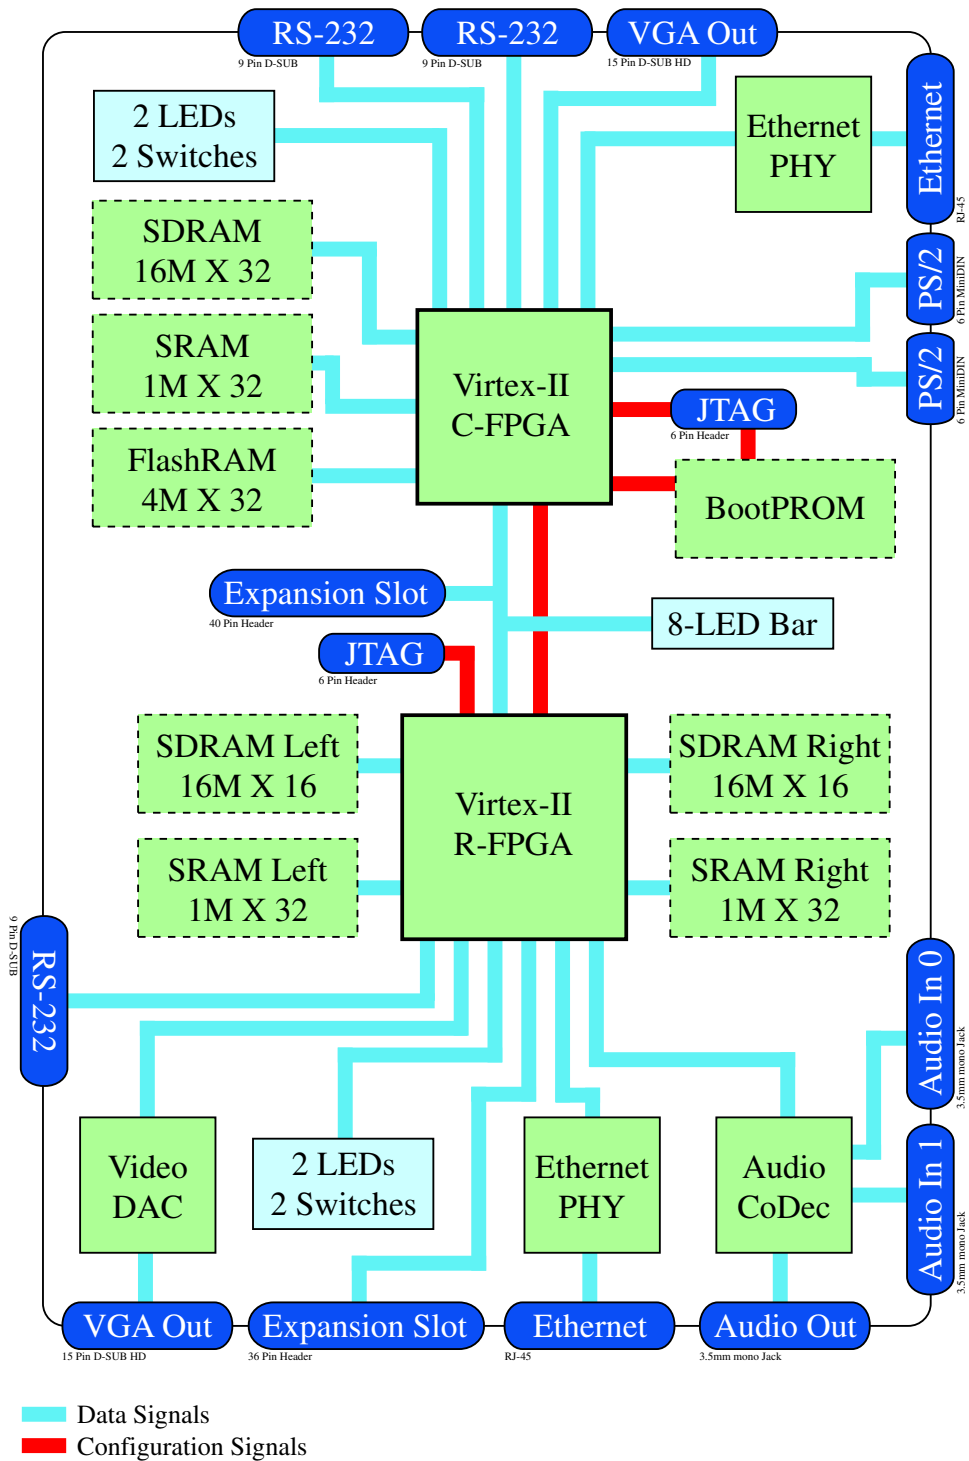 RS-232
9 Pin D-SUB
RS-232
9 Pin D-SUB
VGA Out
15 Pin D-SUB HD
2 LEDs
2 Switches
Ethernet
PHY
Ethernet
RJ-45
SDRAM
16M X 32
PS/2
6 Pin MiniDIN
SRAM
1M X 32
Virtex-II
C-FPGA
PS/2
6 Pin MiniDIN
JTAG
6 Pin Header
FlashRAM
4M X 32
BootPROM
Expansion Slot
40 Pin Header
8-LED Bar
JTAG
6 Pin Header
SDRAM Left
16M X 16
Virtex-II
R-FPGA
SDRAM Right
16M X 16
SRAM Left
1M X 32
SRAM Right
1M X 32
RS-232
9 Pin D-SUB
Audio In 0
3.5mm mono Jack
Video
DAC
2 LEDs
2 Switches
Ethernet
PHY
Audio
CoDec
Audio In 1
3.5mm mono Jack
VGA Out
15 Pin D-SUB HD
Expansion Slot
36 Pin Header
Ethernet
RJ-45
Audio Out
3.5mm mono Jack
Data Signals
Configuration Signals